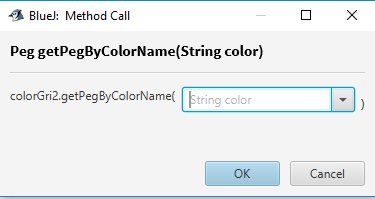 BlueJ: Method Call
Peg getPegByColorName(String color)
colorGri2.getPegByColorName( String color )
OK Cancel